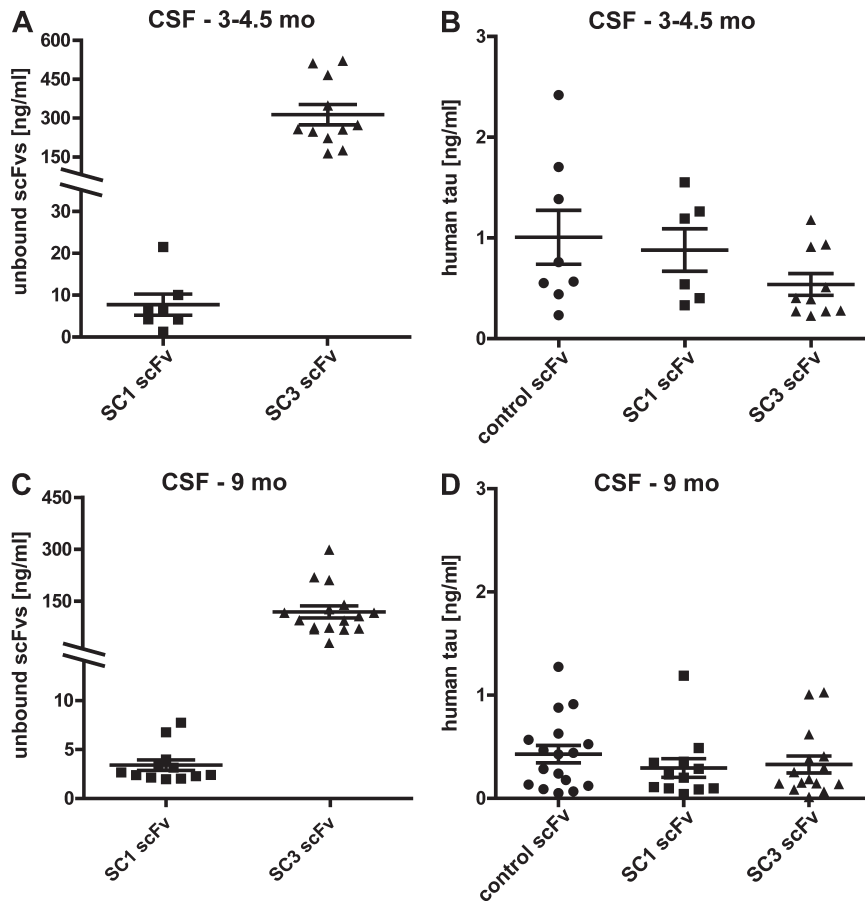 A
CSF - 3-4.5 mo
unbound scFvs [ng/ml]
600
450
300
150
30
20
10
0
SC1 scFv
SC3 scFv
B
CSF - 3-4.5 mo
human tau [ng/ml]
3
2
1
0
control scFv
SC1 scFv
SC3 scFv
C
CSF - 9 mo
unbound scFvs [ng/ml]
450
300
150
10
5
0
SC1 scFv
SC3 scFv
D
CSF - 9 mo
human tau [ng/ml]
3
2
1
0
control scFv
SC1 scFv
SC3 scFv